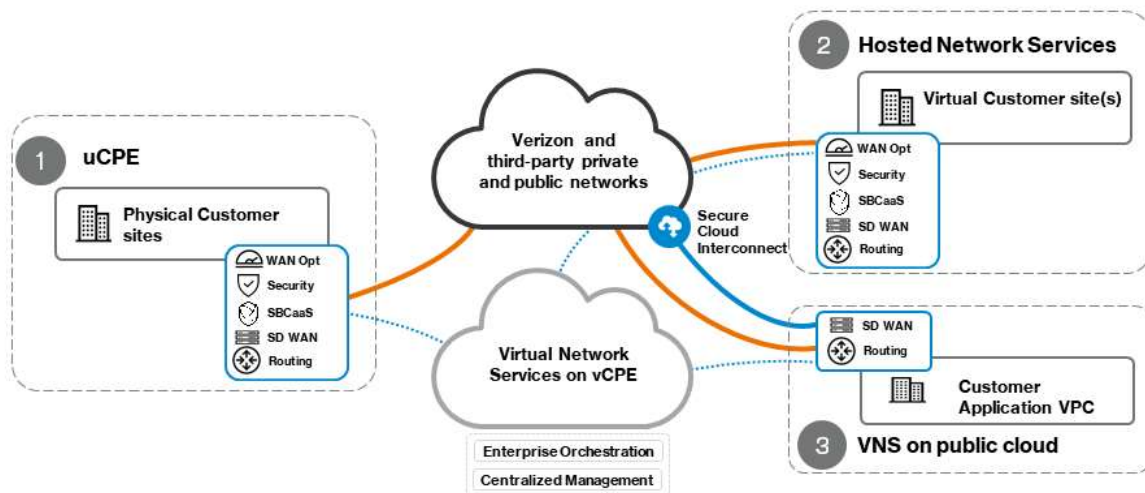 1
uCPE
Physical Customer
sites
WAN Opt
Security
SBCaaS
SD WAN
Routing
Verizon and
third-party private
and public networks
Secure
Cloud
Interconnect
Virtual Network
Services on vCPE
Enterprise Orchestration
Centralized Management
2
Hosted Network Services
Virtual Customer site(s)
WAN Opt
Security
SBCaaS
SD WAN
Routing
SD WAN
Routing
Customer
Application VPC
3
VNS on public cloud